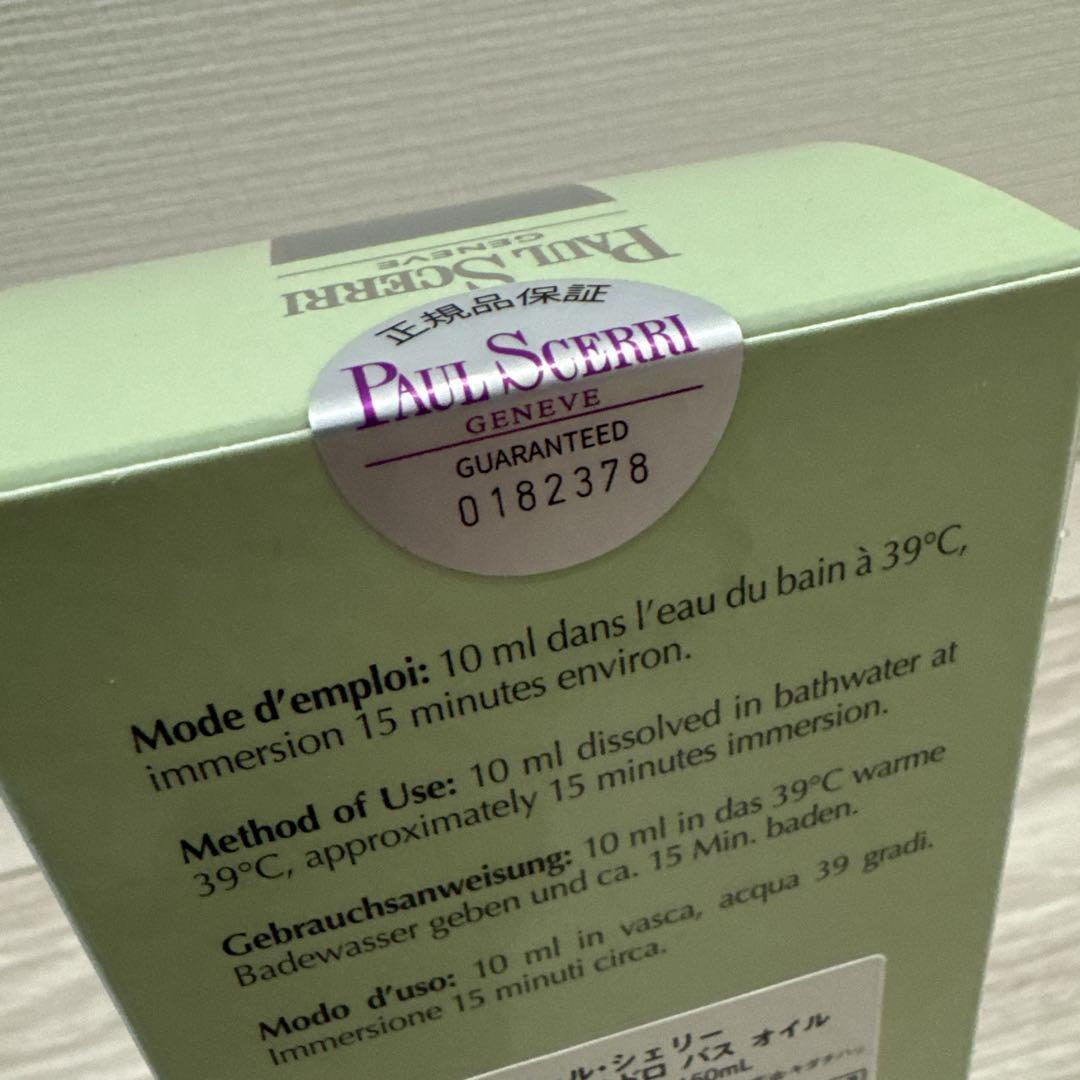 PAUL SCERRI
GENEVE
正規品保証
PAUL SCERRI
GENEVE
GUARANTEED
0182378
Mode d'emploi: 10 ml dans l'eau du bain à 39°C,
immersion 15 minutes environ.
Method of Use: 10 ml dissolved in bathwater at
39°C, approximately 15 minutes immersion.
Gebrauchsanweisung: 10 ml in das 39°C warme
Badewasser geben und ca. 15 Min. baden.
Modo d'uso: 10 ml in vasca, acqua 39 gradi.
Immersione 15 minuti circa.
ル・シェリー
バス オイル